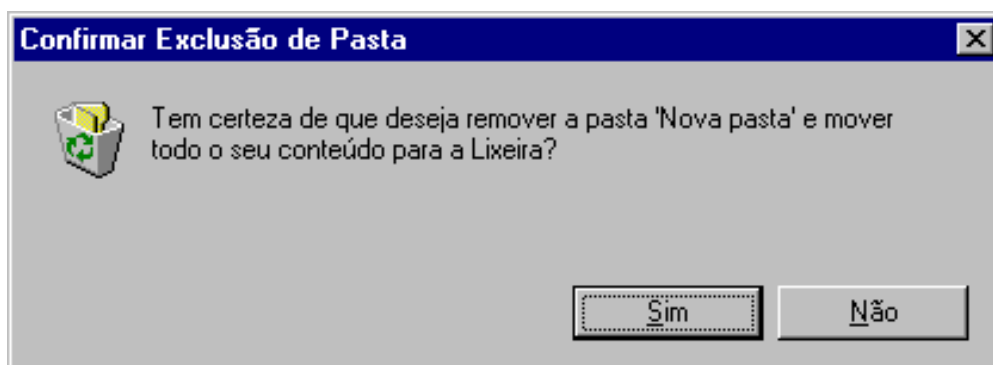 Confirmar Exclusão de Pasta
Tem certeza de que deseja remover a pasta 'Nova pasta' e mover
todo o seu conteúdo para a Lixeira?
Sim
Não